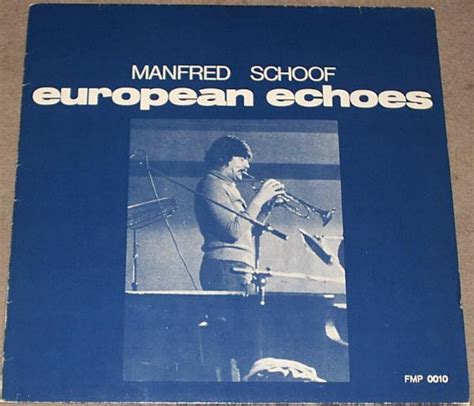 MANFRED SCHOOF
european echoes
FMP 0010